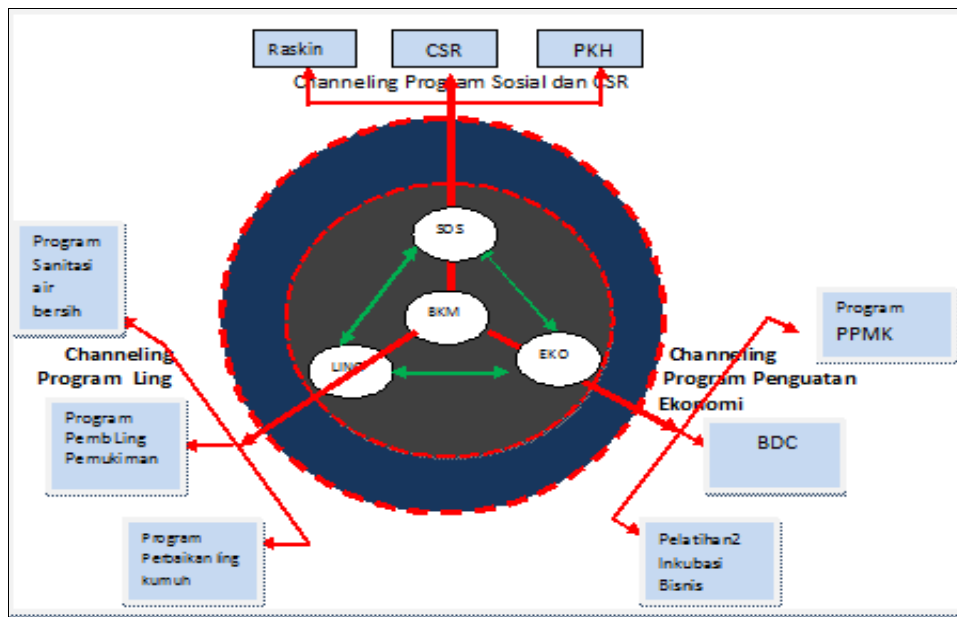 Raskin
CSR
PKH
Channeling Program Sosial dan CSR
SOS
BKM
LING
EKO
Program
Sanitasi
air
bersih
Channeling
Program Ling
Program
Pemb Ling
Pemukiman
Program
Perbaikan ling
kumuh
Program
PPMK
Channeling
Program Penguatan
Ekonomi
BDC
Pelatihan2
Inkubasi
Bisnis